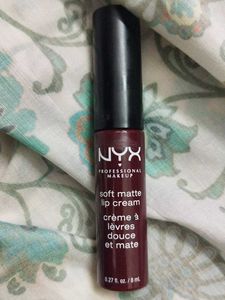 NYX
PROFESSIONAL
MAKEUP
soft matte
lip cream
crème à
lèvres
douce
et mate
0.27 fl. oz / 8 mL